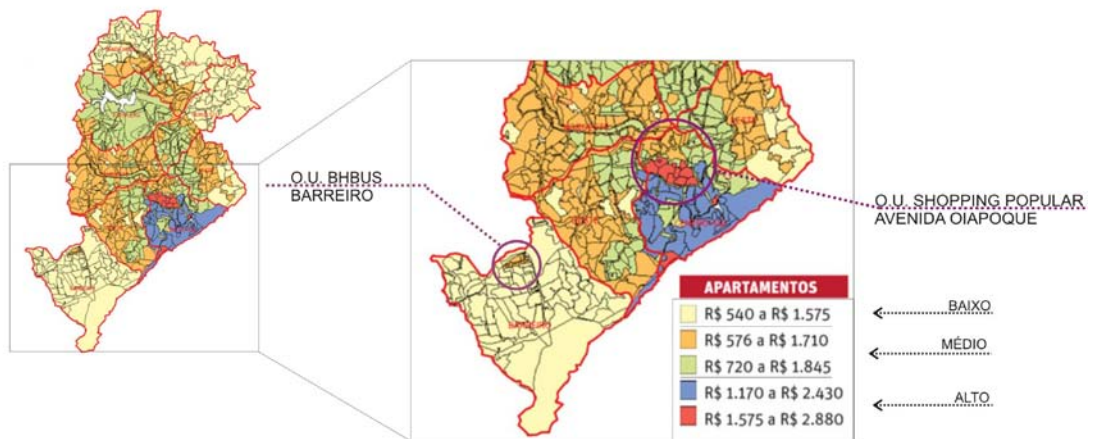 O.U. BHBUS
BARREIRO
O.U. SHOPPING POPULAR
AVENIDA OIAPOQUE
APARTAMENTOS
R$ 540 a R$ 1.575
R$ 576 a R$ 1.710
R$ 720 a R$ 1.845
R$ 1.170 a R$ 2.430
R$ 1.575 a R$ 2.880
BAIXO
MÉDIO
ALTO